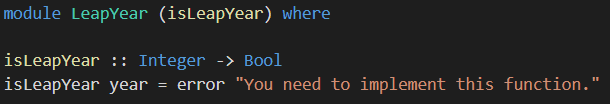 module LeapYear (isLeapYear) where
isLeapYear :: Integer -> Bool
isLeapYear year = error "You need to implement this function."